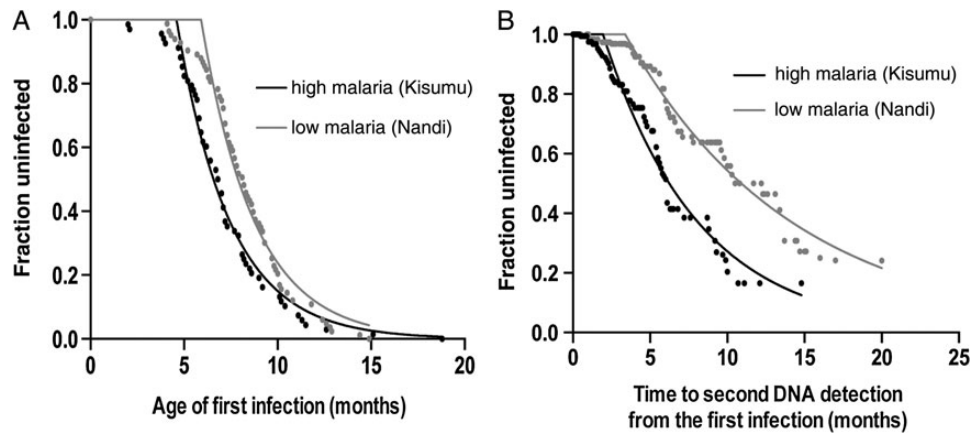 A
Fraction uninfected
1.0
0.8
0.6
0.4
0.2
0.0
0
5
10
15
20
high malaria (Kisumu)
low malaria (Nandi)
Age of first infection (months)
B
Fraction uninfected
1.0
0.8
0.6
0.4
0.2
0.0
0
5
10
15
20
25
high malaria (Kisumu)
low malaria (Nandi)
Time to second DNA detection
from the first infection (months)